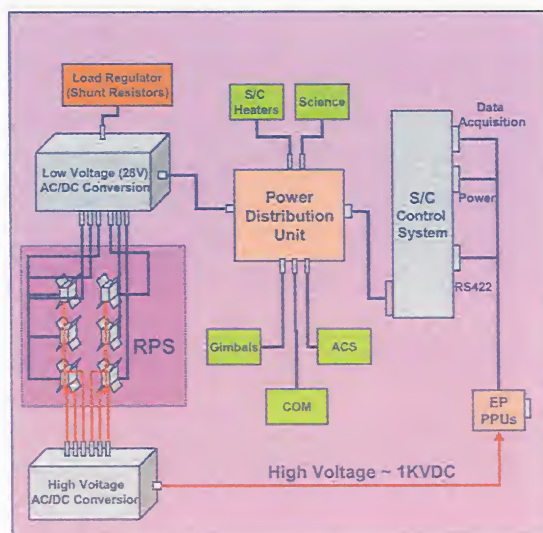 Load Regulator
(Shunt Resistors)
S/C
Heaters
Science
Data
Acquisition
Low Voltage (28V)
AC/DC Conversion
Power
Distribution
Unit
S/C
Control
System
Power
RS422
RPS
Gimbals
ACS
COM
EP
PPUs
High Voltage
AC/DC Conversion
High Voltage ~ 1KVDC